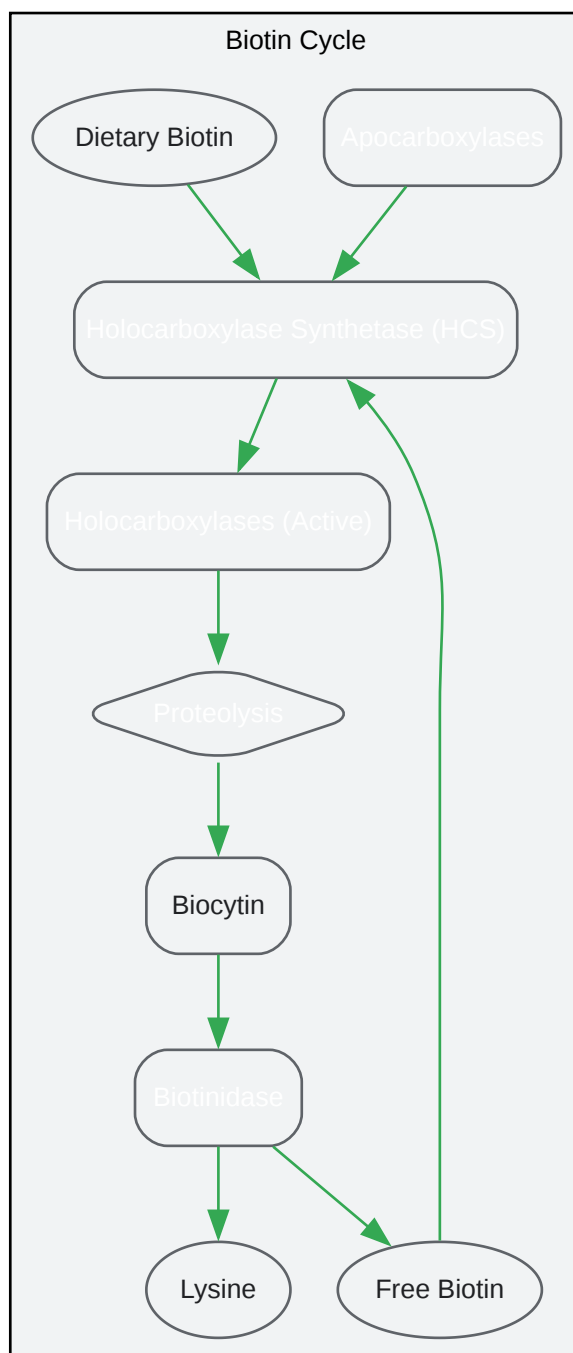 Biotin Cycle
Dietary Biotin
Apocarboxylases
Holocarboxylase Synthetase (HCS)
Holocarboxylases (Active)
Proteolysis
Biocytin
Biotinidase
Lysine
Free Biotin